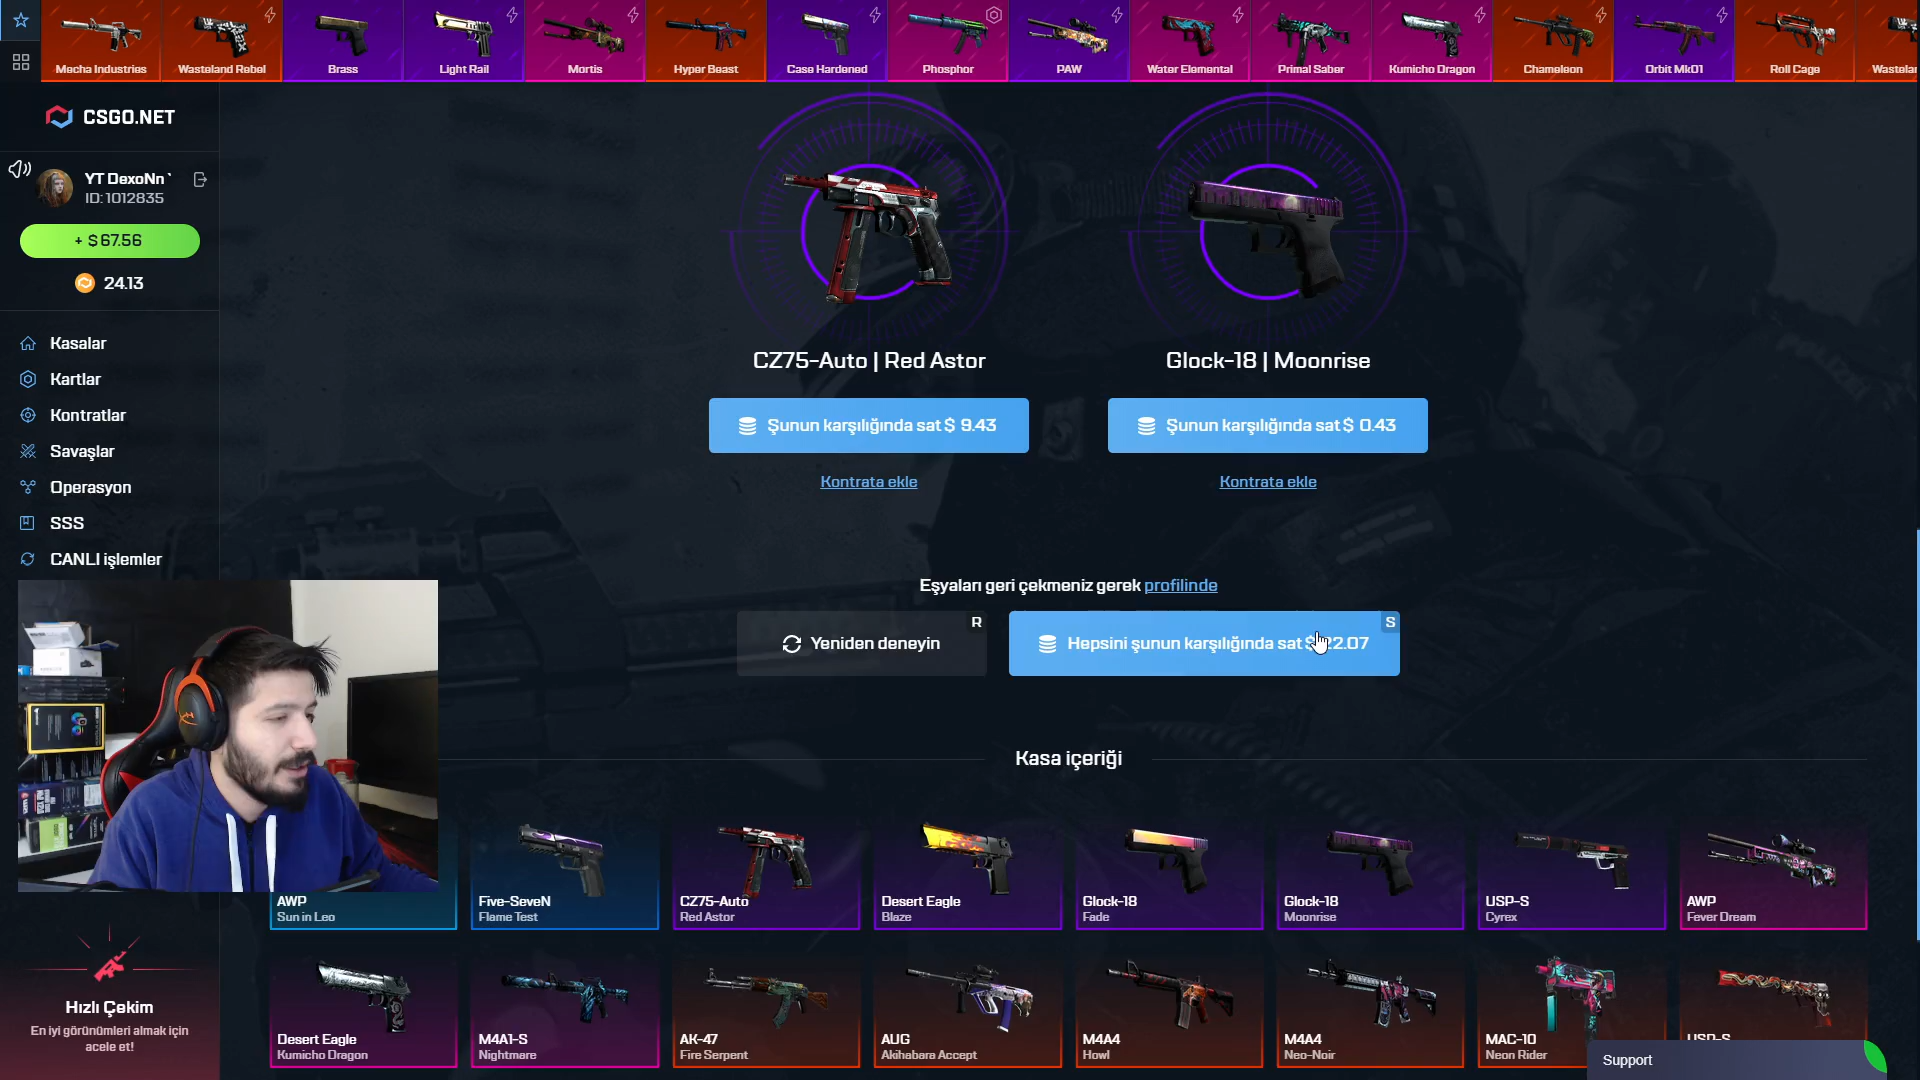 Mecha Industries
Wasteland Rebel
Brass
Light Rail
Mortis
Hyper Beast
Case Hardened
Phosphor
PAW
Water Elemental
Primal Saber
Kumicho Dragon
Chameleon
Orbit Mk01
Roll Cage
CSGO.NET
YT DexoNn `
ID: 1012835
+ $ 67.56
24.13
Kasalar
Kartlar
Kontratlar
Savaşlar
Operasyon
SSS
CANLI işlemler
CZ75-Auto | Red Astor
Glock-18 | Moonrise
Şunun karşılığında sat $ 9.43
Şunun karşılığında sat $ 0.43
Kontrata ekle
Kontrata ekle
Eşyaları geri çekmeniz gerek profilinde
Yeniden deneyin
R
Hepsini şunun karşılığında sat
S
Kasa içeriği
AWP
Sun in Leo
Five-SeveN
Flame Test
CZ75-Auto
Red Astor
Desert Eagle
Blaze
Glock-18
Fade
Glock-18
Moonrise
USP-S
Cyrex
AWP
Fever Dream
Desert Eagle
Kumicho Dragon
M4A1-S
Nightmare
AK-47
Fire Serpent
AUG
Akihabara Accept
M4A4
Howl
M4A4
Neo-Noir
MAC-10
Neon Rider
USP-S
Hızlı Çekim
En iyi görünümleri almak için
acele et!
Support